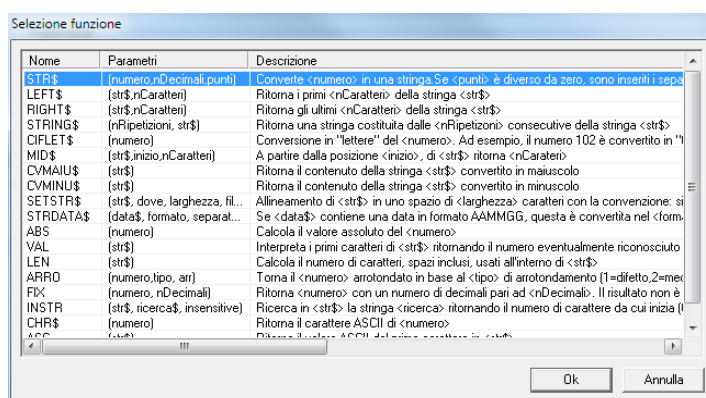 Selezione funzione
Nome Parametri Descrizione
STR$ (numero,nDecimali,punti) Converte <numero> in una stringa.Se <punti> è diverso da zero, sono inseriti i sepa
LEFT$ (str$,nCaratteri) Ritorna i primi <nCaratteri> della stringa <str$>
RIGHT$ (str$,nCaratteri) Ritorna gli ultimi <nCaratteri> della stringa <str$>
STRING$ (nRipetizioni, str$) Ritorna una stringa costituita dalle <nRipetizoni> consecutive della stringa <str$>
CIFLET$ (numero) Conversione in "lettere" del <numero>. Ad esempio, il numero 102 è convertito in "
MID$ (str$,inizio,nCaratteri) A partire dalla posizione <inizio>, di <str$> ritorna <nCarateri>
CVMAIU$ (str$) Ritorna il contenuto della stringa <str$> convertito in maiuscolo
CVMINU$ (str$) Ritorna il contenuto della stringa <str$> convertito in minuscolo
SETSTR$ (str$, dove, larghezza, fil... Allineamento di <str$> in uno spazio di <larghezza> caratteri con la convenzione: si
STRDATA$ (data$, formato, separat... Se <data$> contiene una data in formato AAMMGG, questa è convertita nel <form
ABS (numero) Calcola il valore assoluto del <numero>
VAL (str$) Interpreta i primi caratteri di <str$> ritornando il numero eventualmente riconosciuto
LEN (str$) Calcola il numero di caratteri, spazi inclusi, usati all'interno di <str$>
ARRO (numero,tipo, arr) Torna il <numero> arrotondato in base al <tipo> di arrotondamento (1=difetto,2=med
FIX (numero, nDecimali) Ritorna <numero> con un numero di decimali pari ad <nDecimali>. Il risultato non è
INSTR (str$, ricerca$, insensitive) Ricerca in <str$> la stringa <ricerca> ritornando il numero di carattere da cui inizia (
CHR$ (numero) Ritorna il carattere ASCII di <numero>
ASC (str$) Ritorna il valore ASCII del primo carattere in <str$>
Ok Annulla